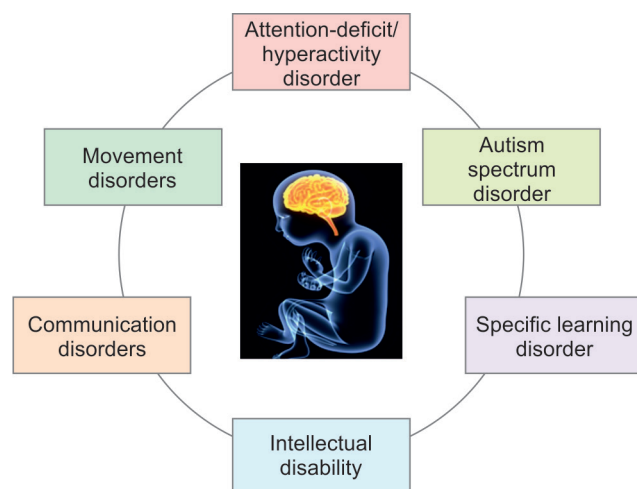 Attention-deficit/
hyperactivity
disorder
Movement
disorders
Autism
spectrum
disorder
Communication
disorders
Specific learning
disorder
Intellectual
disability